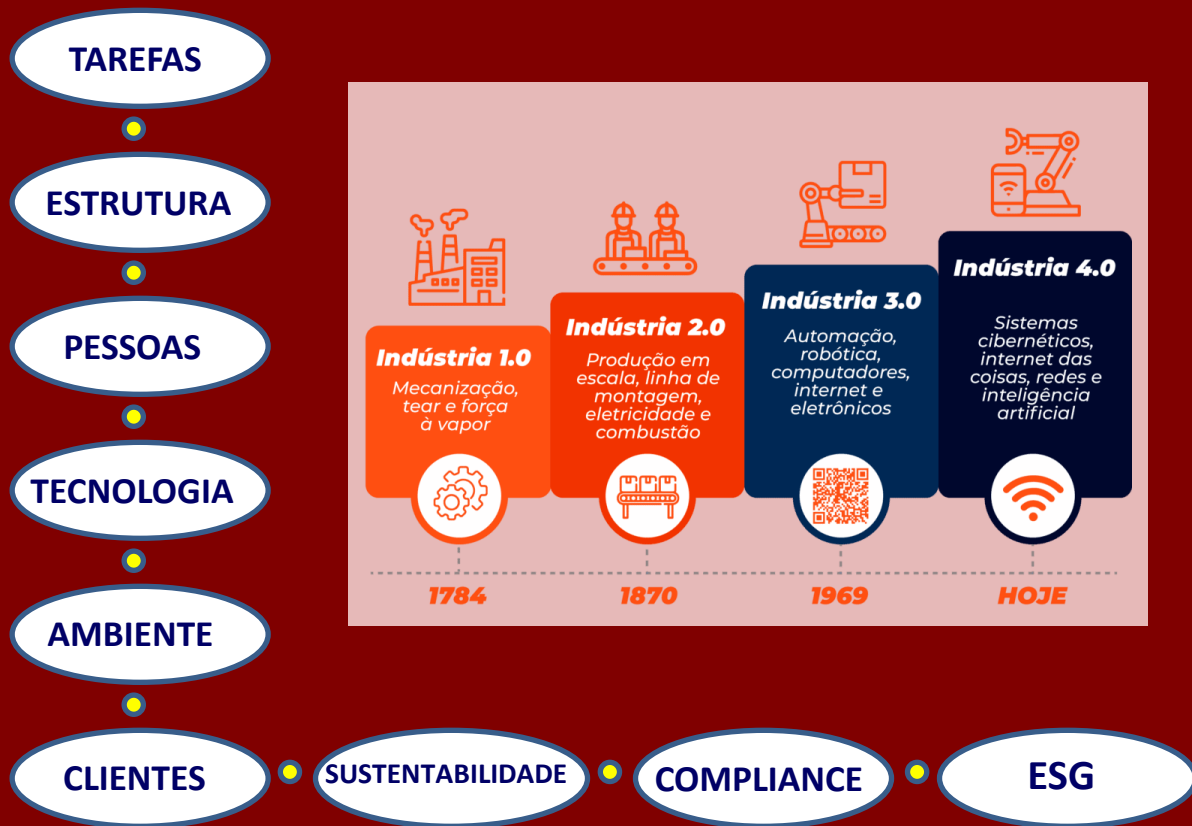 TAREFAS
ESTRUTURA
PESSOAS
TECNOLOGIA
AMBIENTE
CLIENTES
SUSTENTABILIDADE
COMPLIANCE
ESG
Indústria 1.0
Mecanização,
tear e força
à vapor
1784
Indústria 2.0
Produção em
escala, linha de
montagem,
eletricidade e
combustão
1870
Indústria 3.0
Automação,
robótica,
computadores,
internet e
eletrônicos
1969
Indústria 4.0
Sistemas
cibernéticos,
internet das
coisas, redes e
inteligência
artificial
HOJE